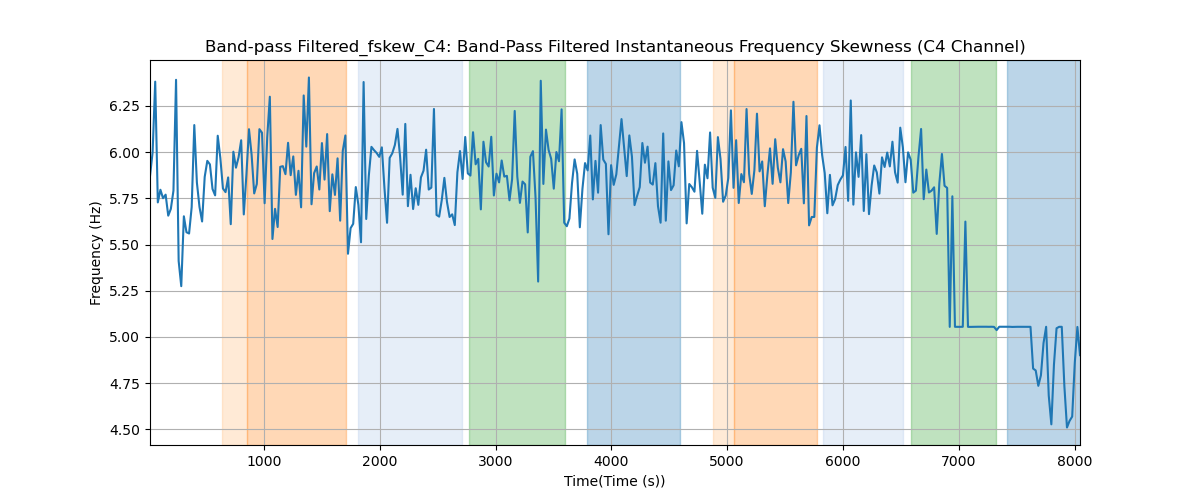 Band-pass Filtered_fskew_C4: Band-Pass Filtered Instantaneous Frequency Skewness (C4 Channel)
Frequency (Hz)
6.25
6.00
5.75
5.50
5.25
5.00
4.75
4.50
1000 2000 3000 4000 5000 6000 7000 8000
Time(Time (s))